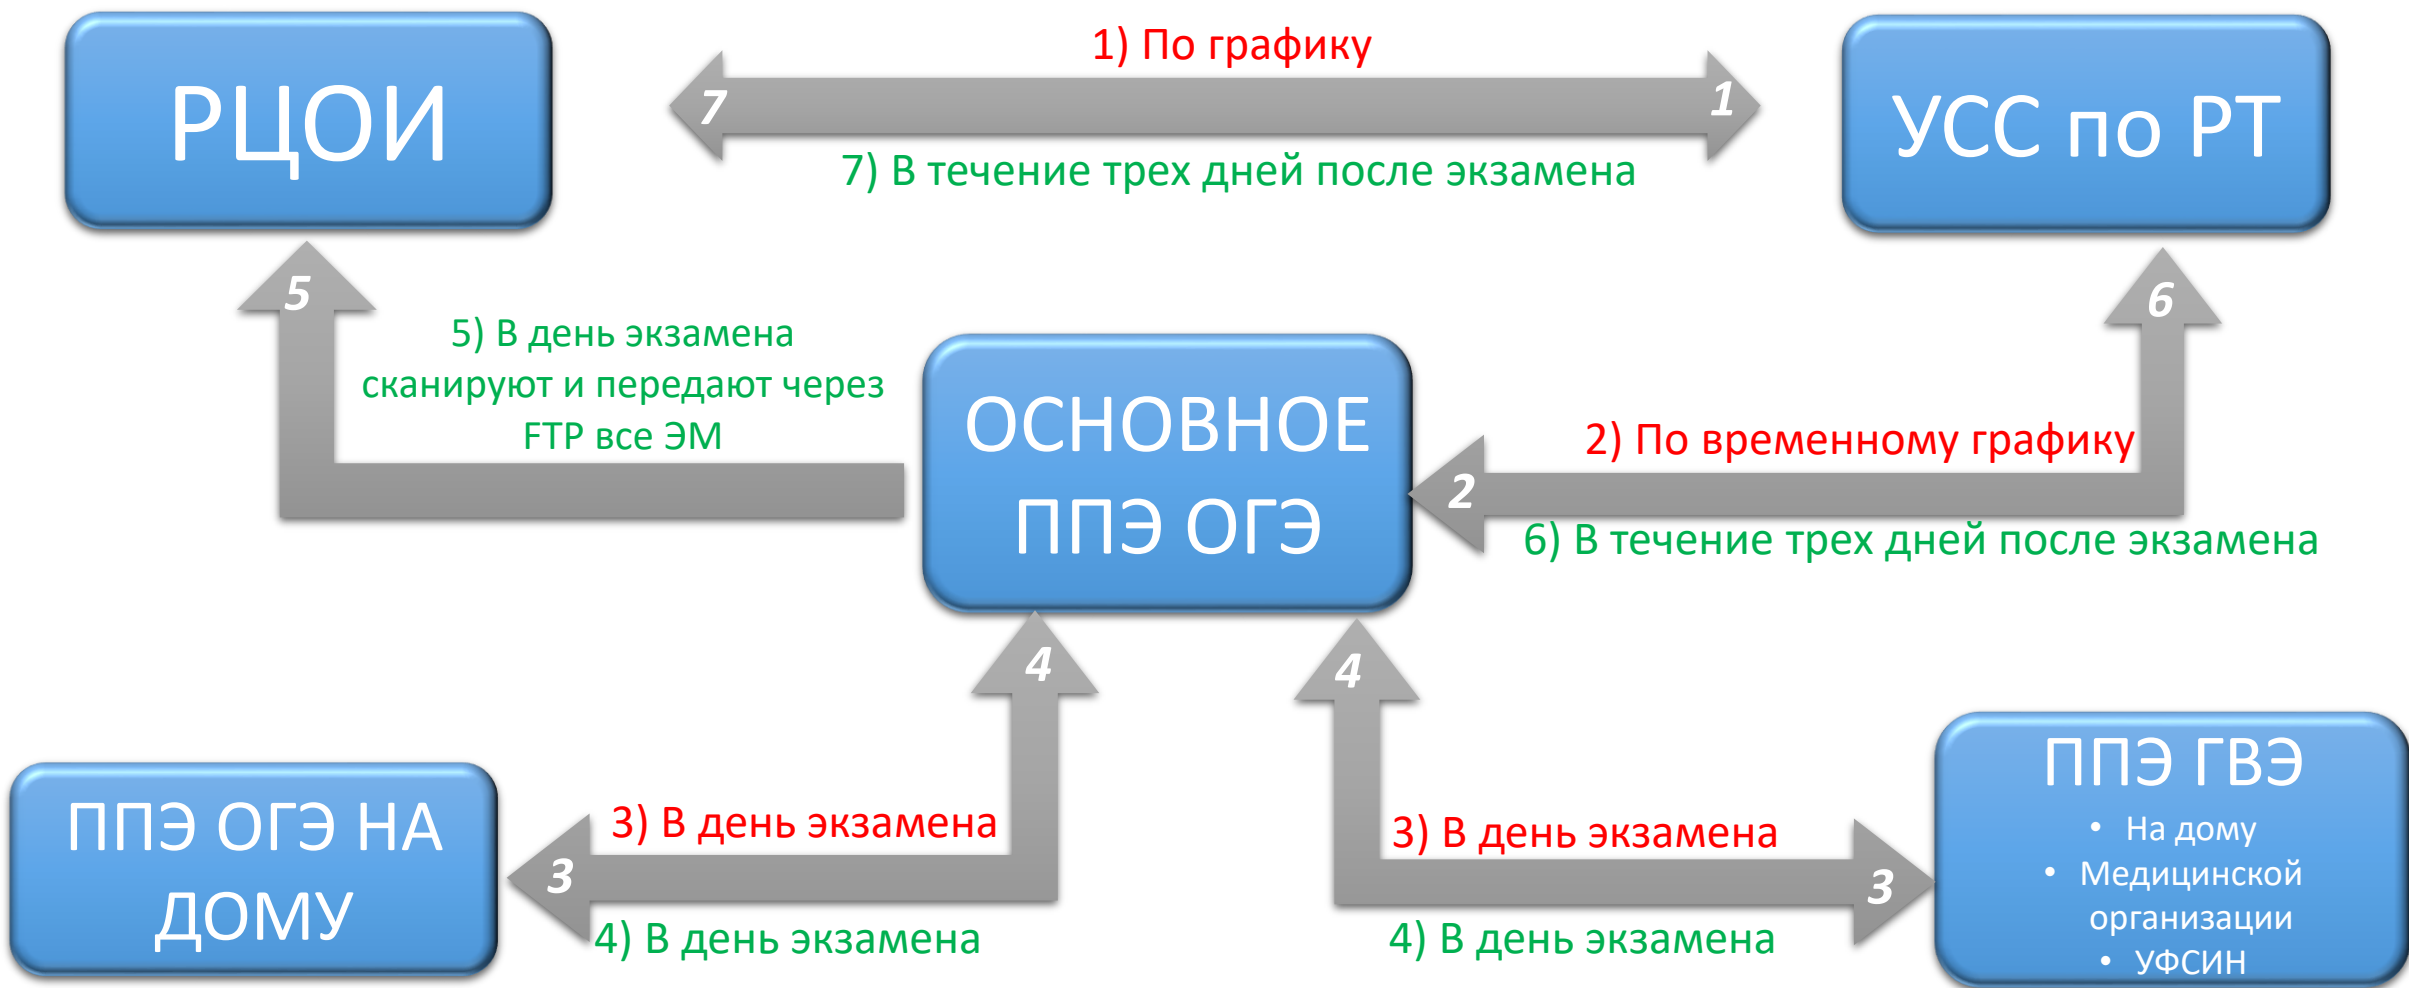 1) По графику
РЦОИ
7
1
УСС по РТ
7) В течение трех дней после экзамена
5
6
5) В день экзамена
сканируют и передают через
FTP все ЭМ
ОСНОВНОЕ
ППЭ ОГЭ
2) По временному графику
2
6) В течение трех дней после экзамена
4
4
ППЭ ОГЭ НА
ДОМУ
3) В день экзамена
3
4) В день экзамена
3) В день экзамена
3
4) В день экзамена
ППЭ ГВЭ
• На дому
• Медицинской
организации
• УФСИН